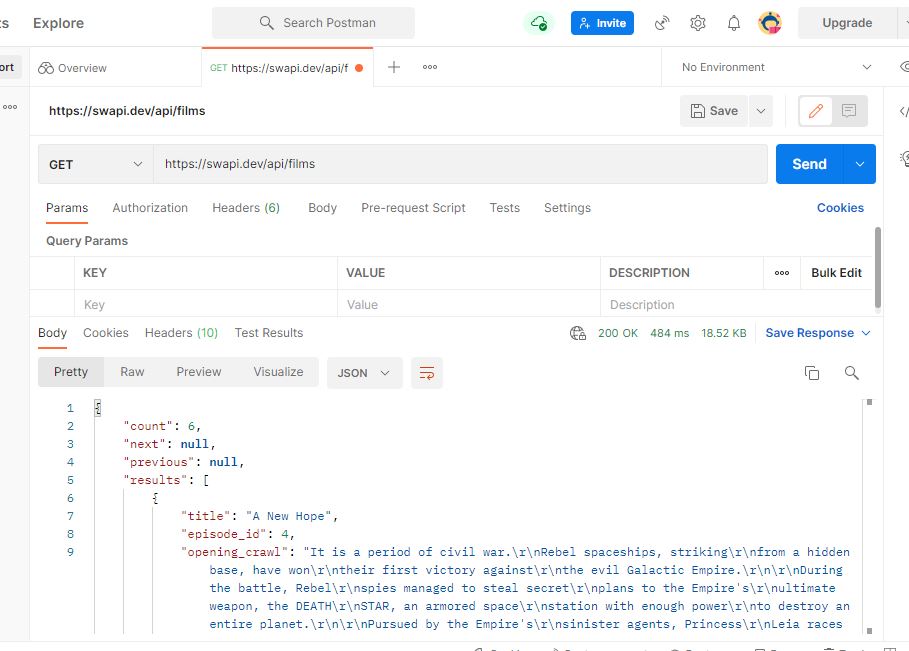 ts Explore Search Postman Invite Upgrade
ort Overview GET https://swapi.dev/api/f No Environment
https://swapi.dev/api/films Save
GET https://swapi.dev/api/films Send
Params Authorization Headers (6) Body Pre-request Script Tests Settings Cookies
Query Params
KEY VALUE DESCRIPTION Bulk Edit
Key Value Description
Body Cookies Headers (10) Test Results 200 OK 484 ms 18.52 KB Save Response
Pretty Raw Preview Visualize JSON
1 {
2 "count": 6,
3 "next": null,
4 "previous": null,
5 "results": [
6 {
7 "title": "A New Hope",
8 "episode_id": 4,
9 "opening_crawl": "It is a period of civil war.\r\nRebel spaceships, striking\r\nfrom a hidden
base, have won\r\ntheir first victory against\r\nthe evil Galactic Empire.\r\n\r\nDuring
the battle, Rebel\r\nspies managed to steal secret\r\nplans to the Empire's\r\nultimate
weapon, the DEATH\r\nSTAR, an armored space\r\nstation with enough power\r\nto destroy an
entire planet.\r\n\r\nPursued by the Empire's\r\nsinister agents, Princess\r\nLeia races